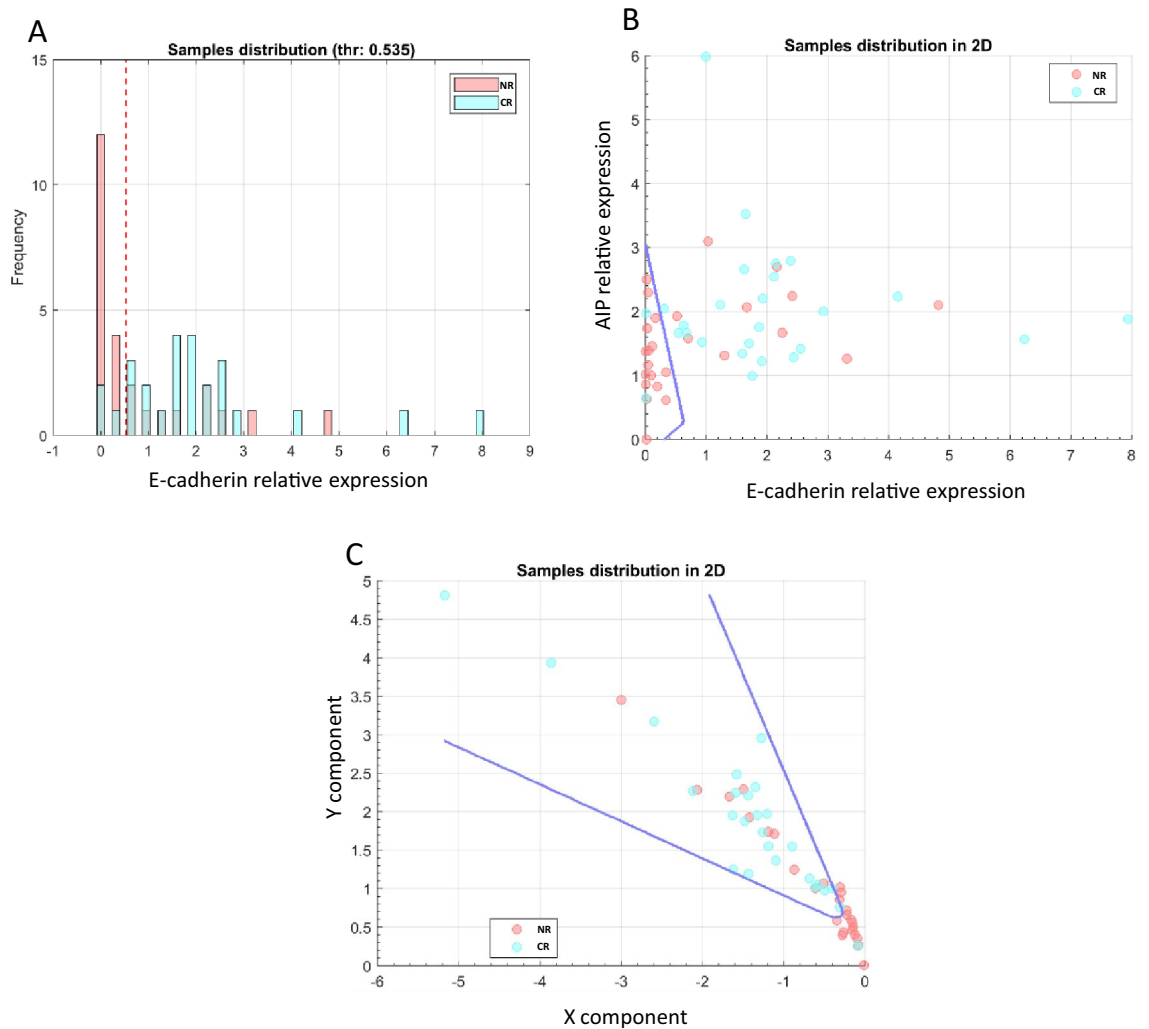 A
Samples distribution (thr: 0.535)
15
10
5
0
Frequency
NR
CR
-1 0 1 2 3 4 5 6 7 8 9
E-cadherin relative expression
B
Samples distribution in 2D
6
5
4
3
2
1
0
AIP relative expression
NR
CR
0 1 2 3 4 5 6 7 8
E-cadherin relative expression
C
Samples distribution in 2D
5
4.5
4
3.5
3
2.5
2
1.5
1
0.5
0
Y component
NR
CR
-6 -5 -4 -3 -2 -1 0
X component